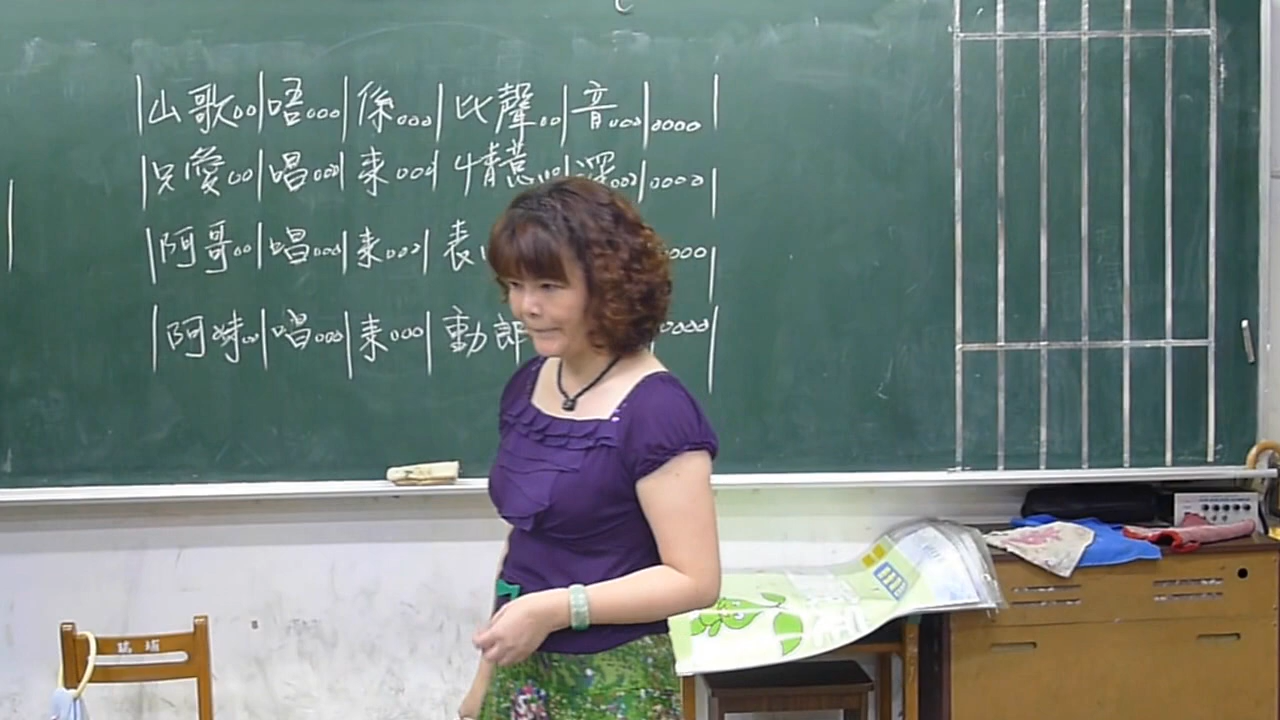 |山歌。。|唔。。。|係。。。|比聲。。|音。。。|。。。。|
|只愛。。|唱。。。|来。。。|情意。。|深。。。|。。。。|
|阿哥。。|唱。。。|来。。。|表 。。。。|
|阿妹。。|唱。。。|来。。。|動郎 。。。。|